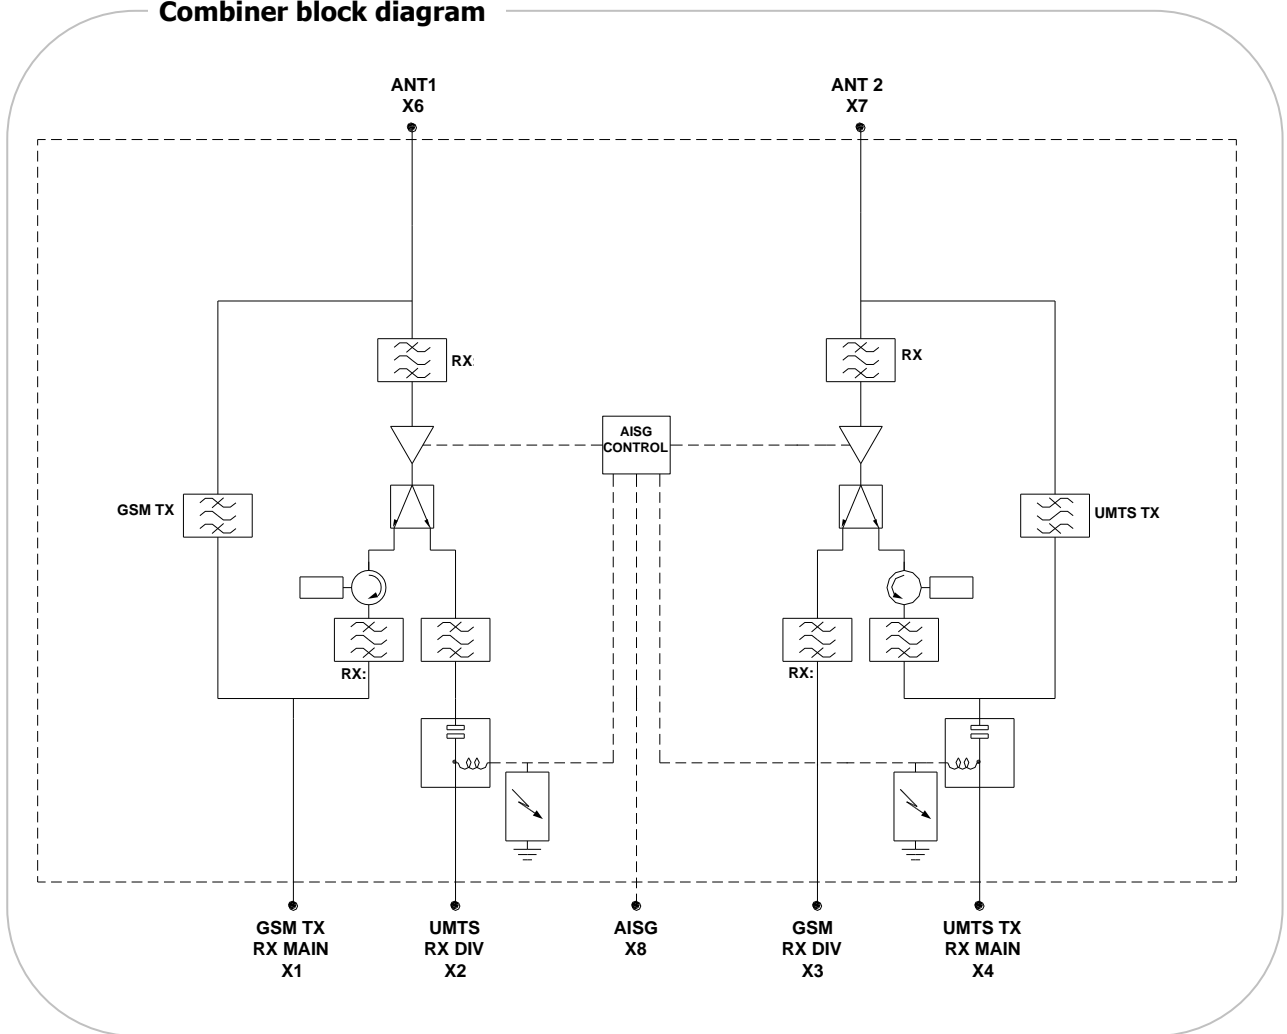 Combiner block diagram
ANT1
X6
ANT 2
X7
RX:
RX
AISG
CONTROL
GSM TX
UMTS TX
RX:
RX:
GSM TX
RX MAIN
X1
UMTS
RX DIV
X2
AISG
X8
GSM
RX DIV
X3
UMTS TX
RX MAIN
X4